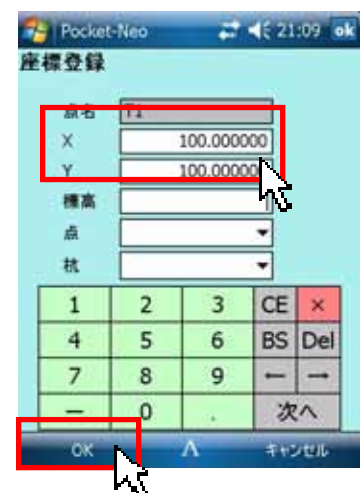 Pocket-Neo 21:09 ok
座標登録
点名 T1
X 100.000000
Y 100.000000
標高
点
杭
1 2 3 CE ×
4 5 6 BS Del
7 8 9 ← →
− 0 . 次へ
OK Λ キャンセル